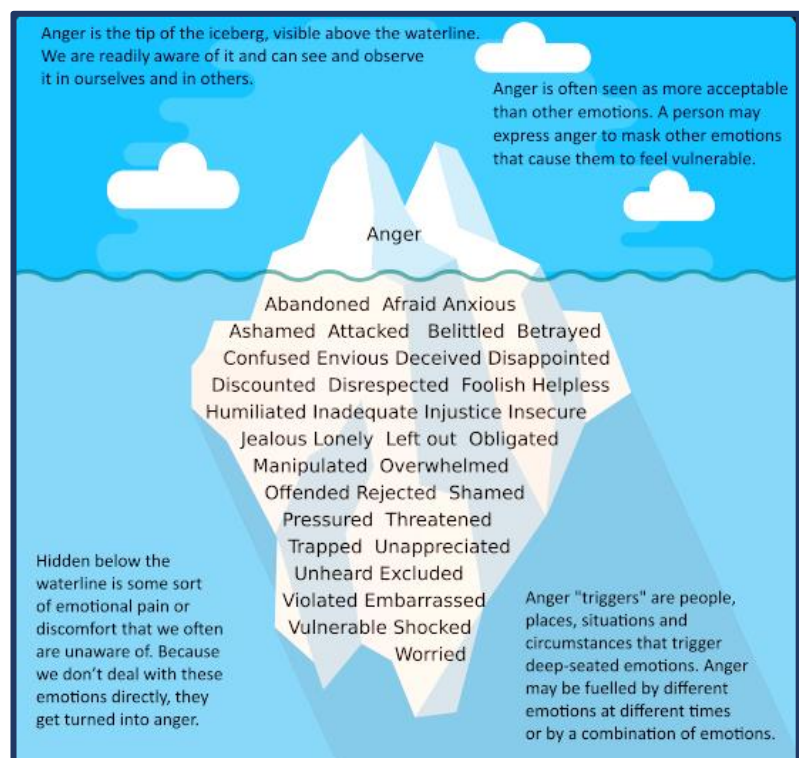 Anger is the tip of the iceberg, visible above the waterline.
We are readily aware of it and can see and observe
it in ourselves and in others.
Anger is often seen as more acceptable
than other emotions. A person may
express anger to mask other emotions
that cause them to feel vulnerable.
Anger
Abandoned Afraid Anxious
Ashamed Attacked Belittled Betrayed
Confused Envious Deceived Disappointed
Discounted Disrespected Foolish Helpless
Humiliated Inadequate Injustice Insecure
Jealous Lonely Left out Obligated
Manipulated Overwhelmed
Offended Rejected Shamed
Pressured Threatened
Trapped Unappreciated
Unheard Excluded
Violated Embarrassed
Vulnerable Shocked
Worried
Hidden below the
waterline is some sort
of emotional pain or
discomfort that we often
are unaware of. Because
we don’t deal with these
emotions directly, they
get turned into anger.
Anger "triggers" are people,
places, situations and
circumstances that trigger
deep-seated emotions. Anger
may be fuelled by different
emotions at different times
or by a combination of emotions.